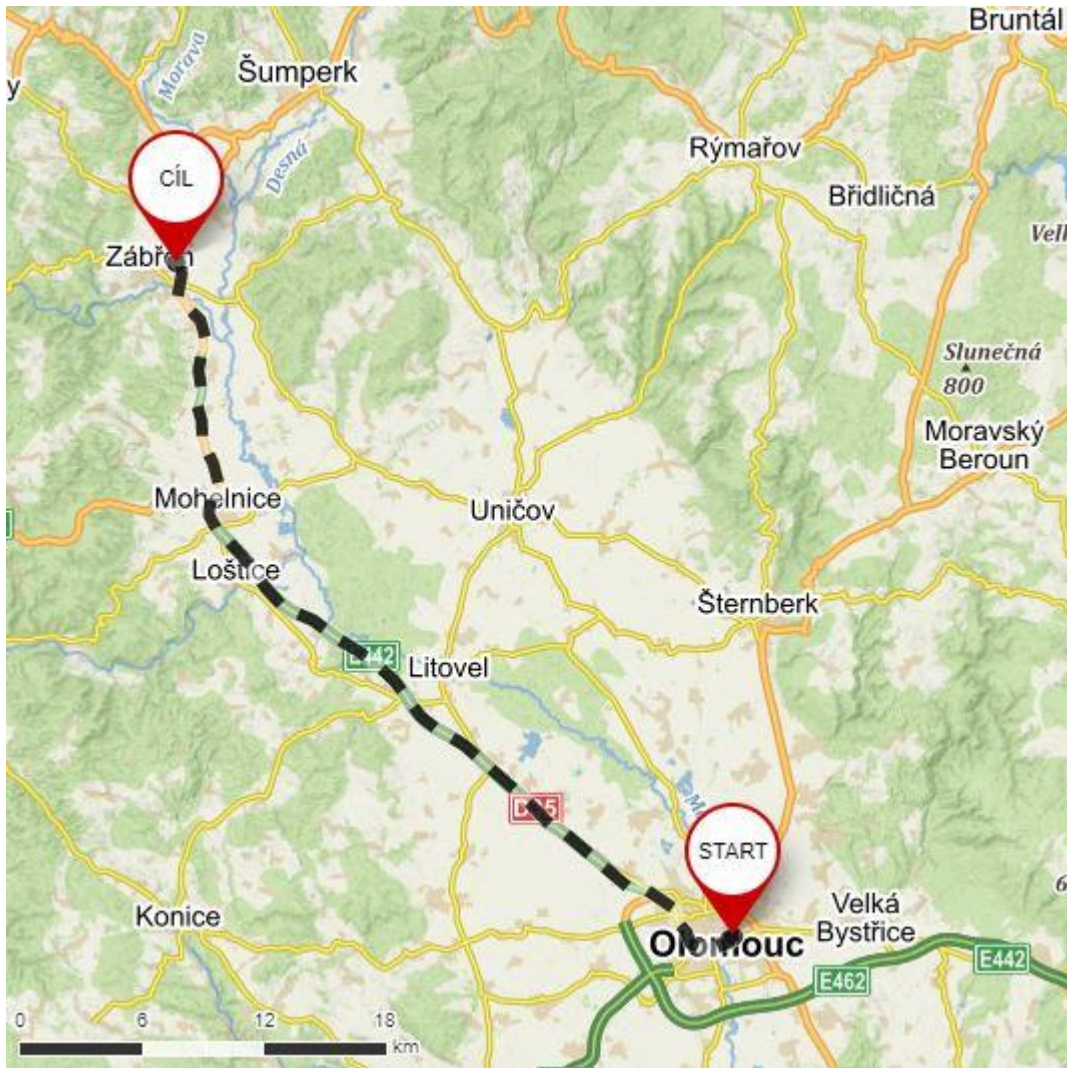 Bruntál
Morava
Šumperk
y
Desná
CÍL
Rýmařov
Břidličná
Zábřeh
Slunečná
800
Moravský
Beroun
Mohelnice
Uničov
Loštice
Šternberk
E442
Litovel
START
Konice
Velká
Bystřice
Olomouc
E442
E462
0 6 12 18
km